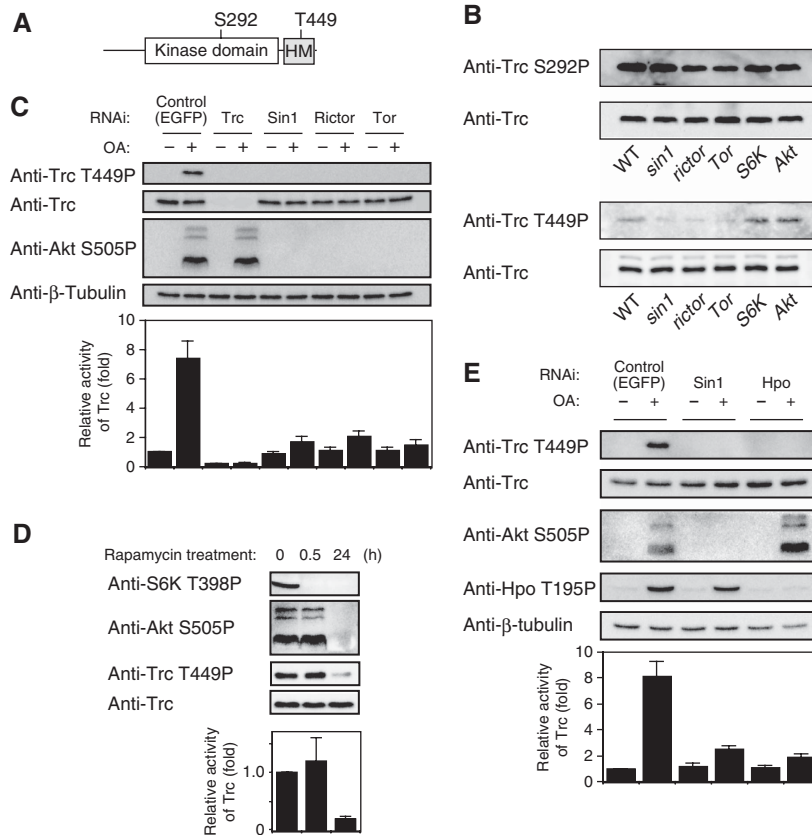 A
S292
T449
Kinase domain
HM
B
Anti-Trc S292P
Anti-Trc
WT sin1 rictor Tor S6K Akt
Anti-Trc T449P
Anti-Trc
WT sin1 rictor Tor S6K Akt
C
RNAi: Control (EGFP) Trc Sin1 Rictor Tor
OA: – + – + – + – + – +
Anti-Trc T449P
Anti-Trc
Anti-Akt S505P
Anti-β-Tubulin
Relative activity
of Trc (fold)
10
8
6
4
2
0
D
Rapamycin treatment: 0 0.5 24 (h)
Anti-S6K T398P
Anti-Akt S505P
Anti-Trc T449P
Anti-Trc
Relative activity
of Trc (fold)
1.0
0
E
RNAi: Control (EGFP) Sin1 Hpo
OA: – + – + – +
Anti-Trc T449P
Anti-Trc
Anti-Akt S505P
Anti-Hpo T195P
Anti-β-tubulin
Relative activity
of Trc (fold)
10
8
6
4
2
0